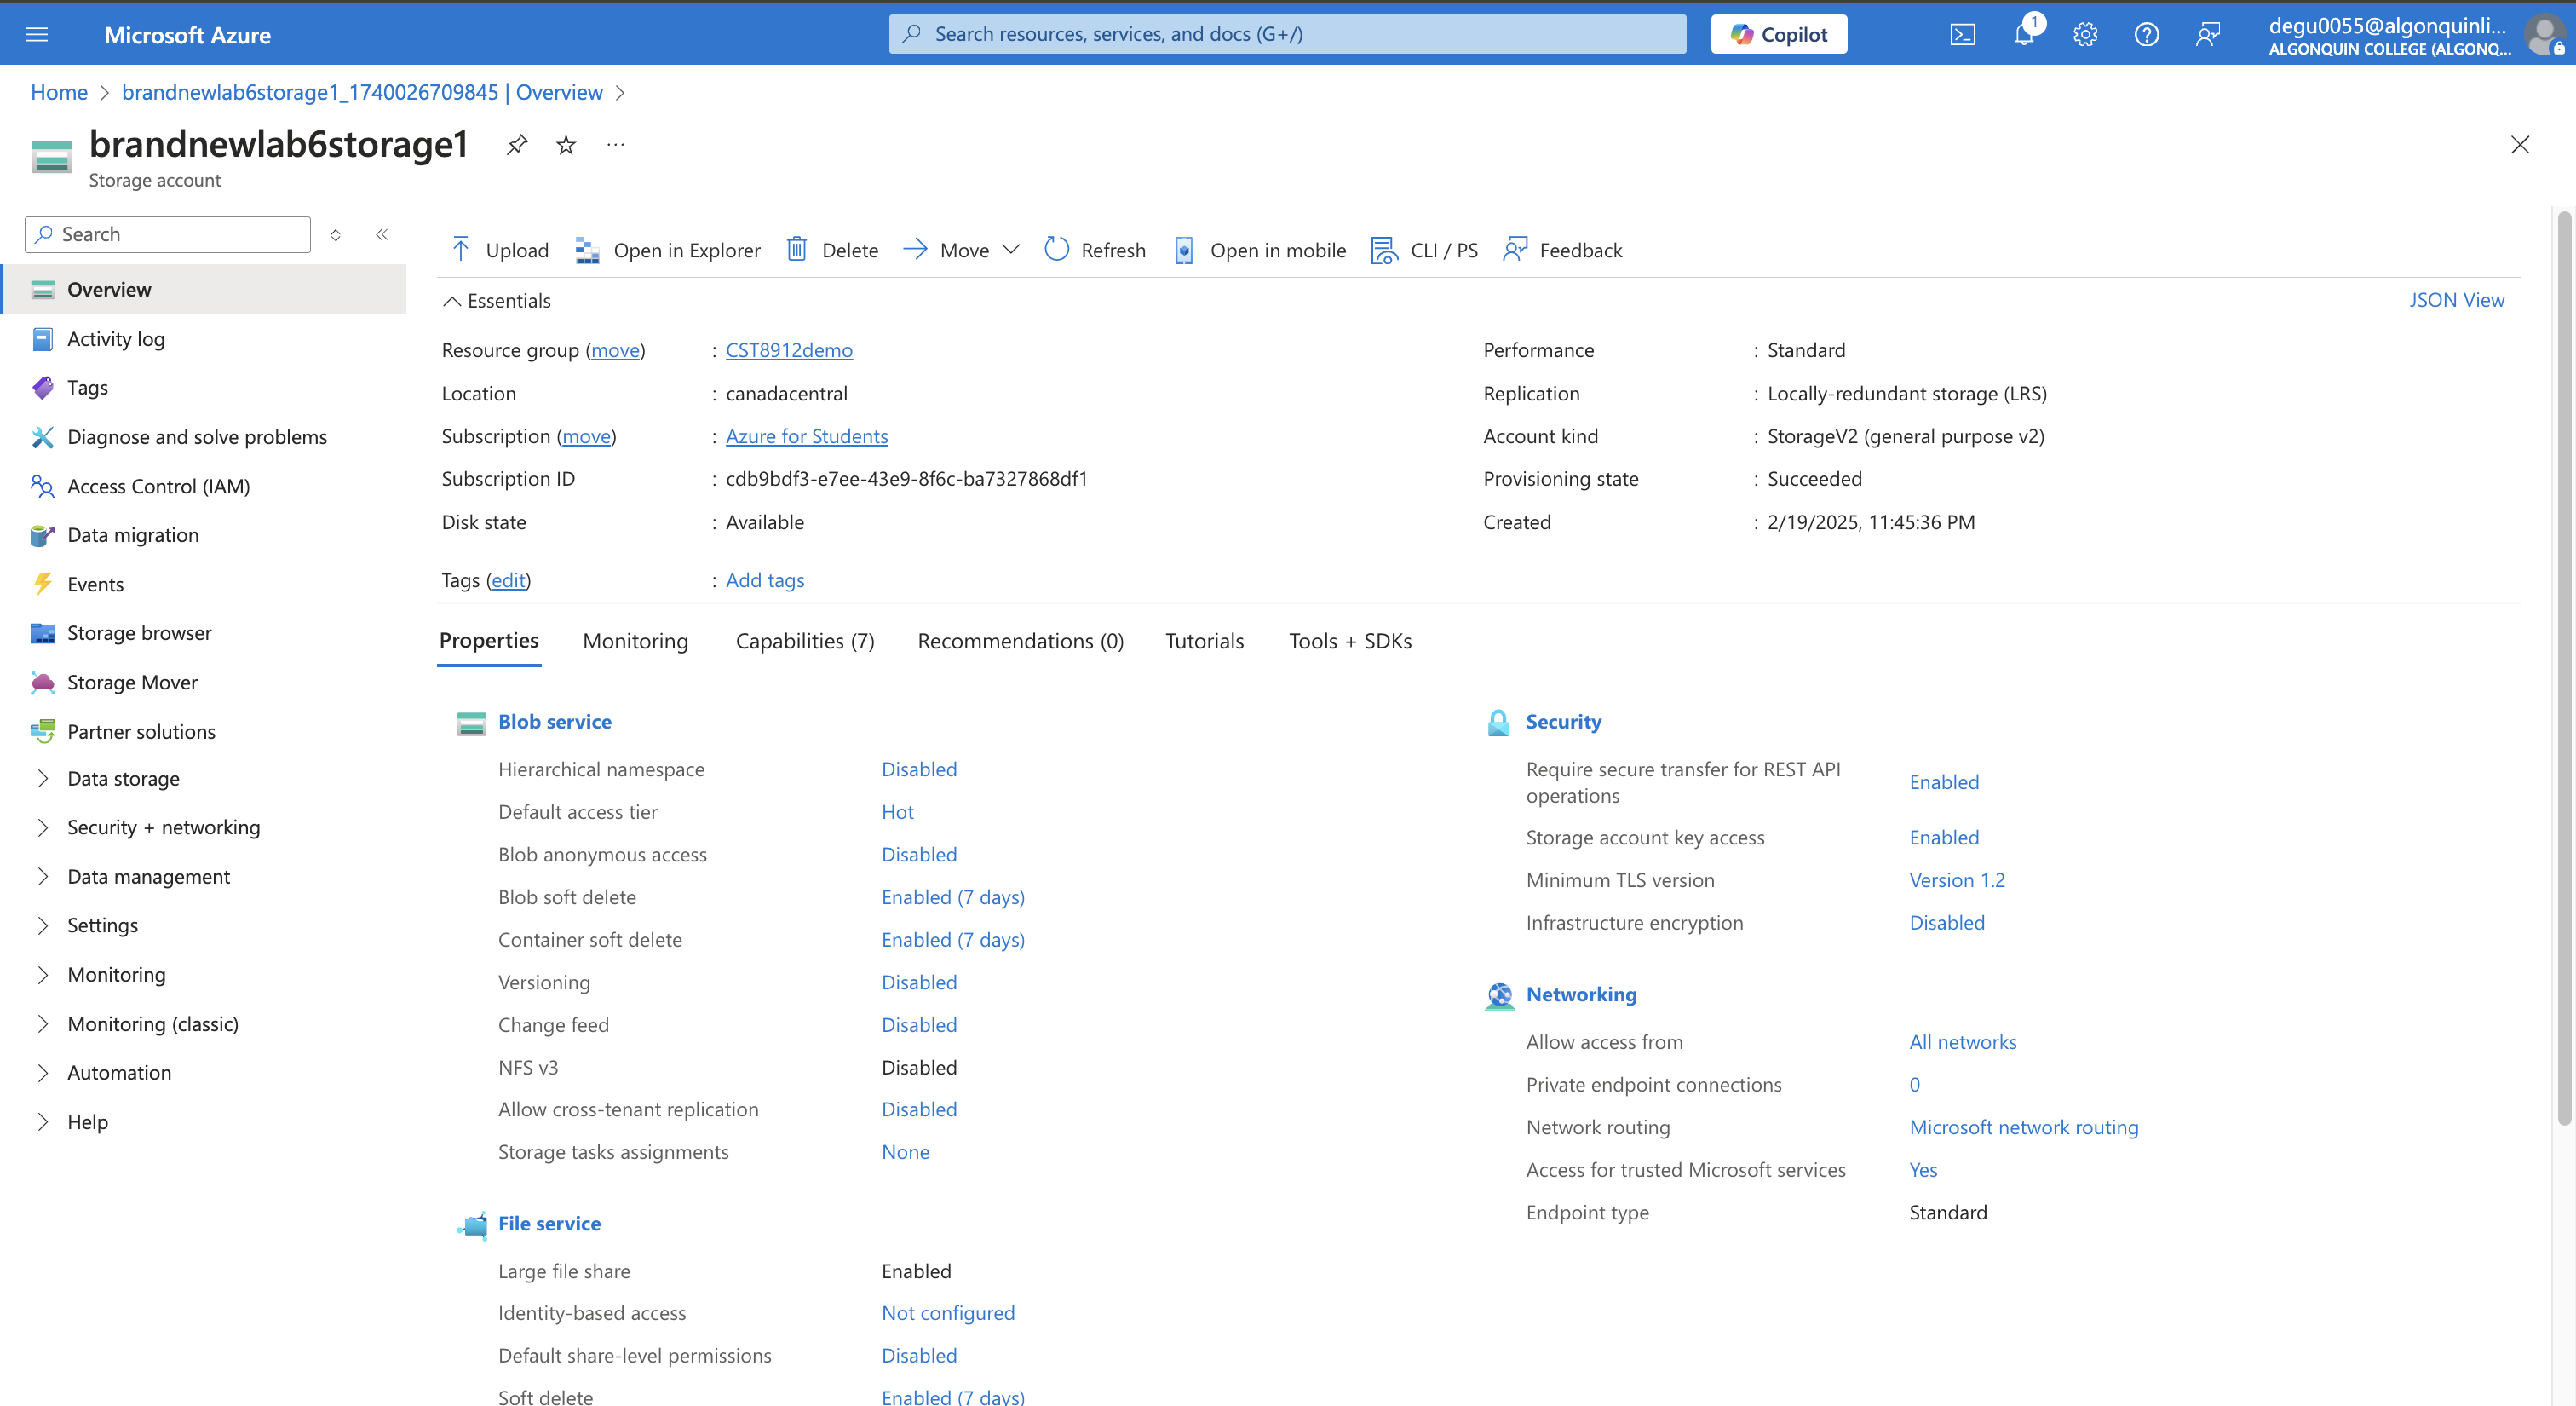 Microsoft Azure
Search resources, services, and docs (G+/)
Copilot
1
degu0055@algonquinli...
ALGONQUIN COLLEGE (ALGONQ...
Home > brandnewlab6storage1_1740026709845 | Overview >
brandnewlab6storage1
Storage account
Search
Overview
Activity log
Tags
Diagnose and solve problems
Access Control (IAM)
Data migration
Events
Storage browser
Storage Mover
Partner solutions
Data storage
Security + networking
Data management
Settings
Monitoring
Monitoring (classic)
Automation
Help
Upload Open in Explorer Delete Move Refresh Open in mobile CLI / PS Feedback
Essentials
JSON View
Resource group (move) : CST8912demo
Location : canadacentral
Subscription (move) : Azure for Students
Subscription ID : cdb9bdf3-e7ee-43e9-8f6c-ba7327868df1
Disk state : Available
Tags (edit) : Add tags
Performance : Standard
Replication : Locally-redundant storage (LRS)
Account kind : StorageV2 (general purpose v2)
Provisioning state : Succeeded
Created : 2/19/2025, 11:45:36 PM
Properties Monitoring Capabilities (7) Recommendations (0) Tutorials Tools + SDKs
Blob service
Hierarchical namespace Disabled
Default access tier Hot
Blob anonymous access Disabled
Blob soft delete Enabled (7 days)
Container soft delete Enabled (7 days)
Versioning Disabled
Change feed Disabled
NFS v3 Disabled
Allow cross-tenant replication Disabled
Storage tasks assignments None
File service
Large file share Enabled
Identity-based access Not configured
Default share-level permissions Disabled
Soft delete Enabled (7 days)
Security
Require secure transfer for REST API
operations Enabled
Storage account key access Enabled
Minimum TLS version Version 1.2
Infrastructure encryption Disabled
Networking
Allow access from All networks
Private endpoint connections 0
Network routing Microsoft network routing
Access for trusted Microsoft services Yes
Endpoint type Standard